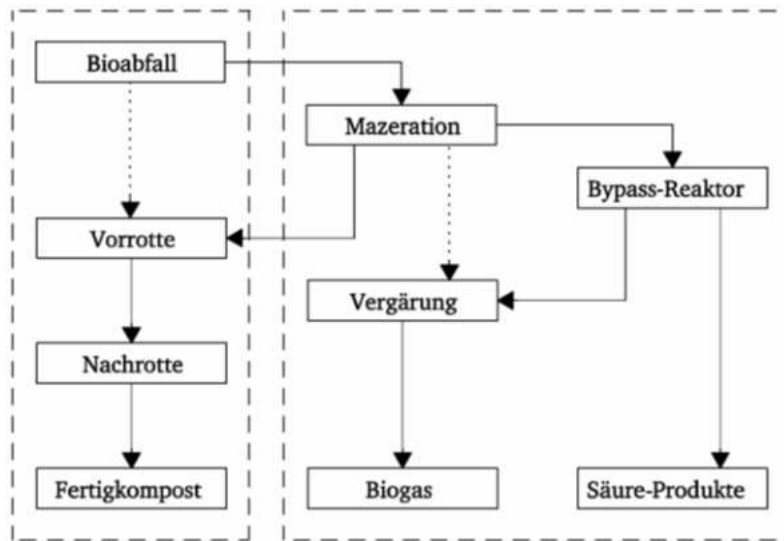 Bioabfall
Mazeration
Bypass-Reaktor
Vorrotte
Vergärung
Nachrotte
Fertigkompost
Biogas
Säure-Produkte